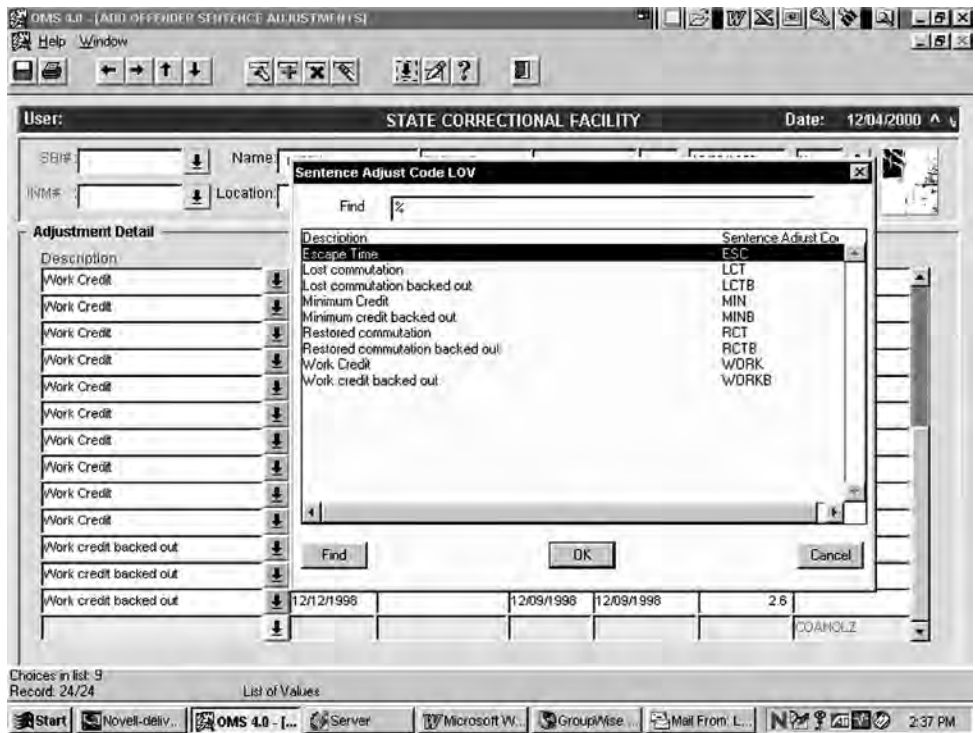 OMS 4.0 - [ADD OFFENDER SENTENCE ADJUSTMENTS]
Help Window
User: STATE CORRECTIONAL FACILITY Date: 12/04/2000
SBI#: Name:
INM# : Location:
Sentence Adjust Code LOV
Find %
Description Sentence Adjust Co
Escape Time ESC
Lost commutation LCT
Lost commutation backed out LCTB
Minimum Credit MIN
Minimum credit backed out MINB
Restored commutation RCT
Restored commutation backed out RCTB
Work Credit WORK
Work credit backed out WORKB
Find OK Cancel
Adjustment Detail
Description
Work Credit
Work Credit
Work Credit
Work Credit
Work Credit
Work Credit
Work Credit
Work Credit
Work Credit
Work Credit
Work credit backed out
Work credit backed out
Work credit backed out 12/12/1998 12/09/1998 12/09/1998 2.6
Choices in list: 9
Record: 24/24 List of Values
Start Novell-deliv... OMS 4.0 - [... Server Microsoft W... GroupWise ... Mail From: L... 2:37 PM